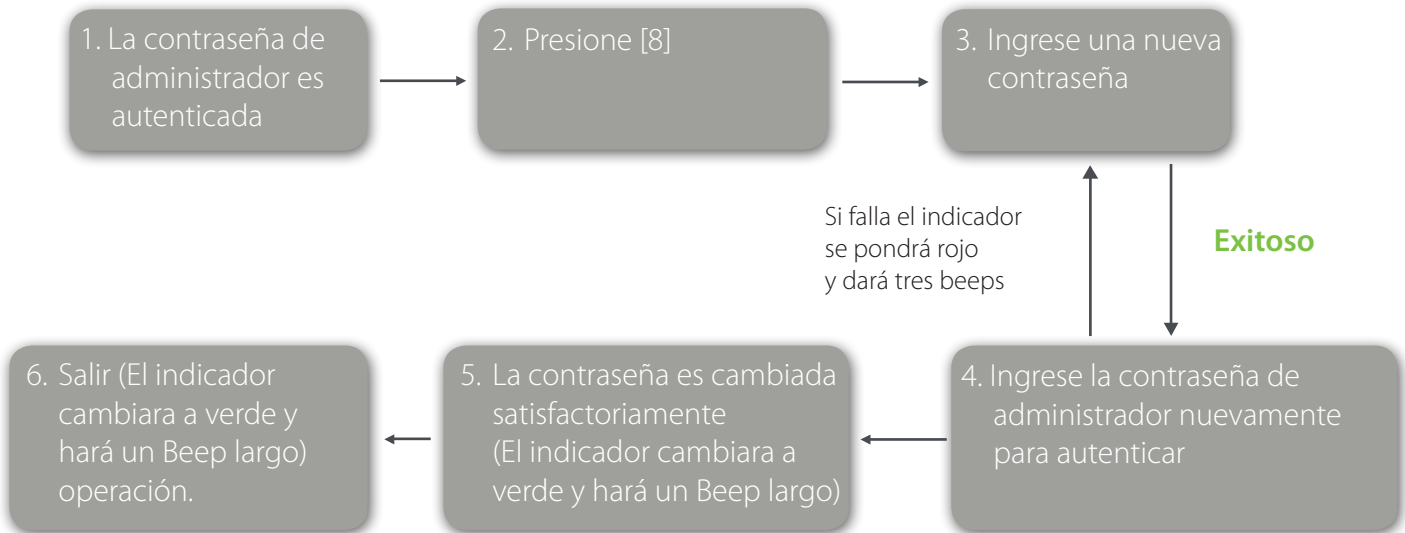 1. La contraseña de
administrador es
autenticada
2. Presione [8]
3. Ingrese una nueva
contraseña
Si falla el indicador
se pondrá rojo
y dará tres beeps
Exitoso
4. Ingrese la contraseña de
administrador nuevamente
para autenticar
5. La contraseña es cambiada
satisfactoriamente
(El indicador cambiara a
verde y hará un Beep largo)
6. Salir (El indicador
cambiara a verde y
hará un Beep largo)
operación.